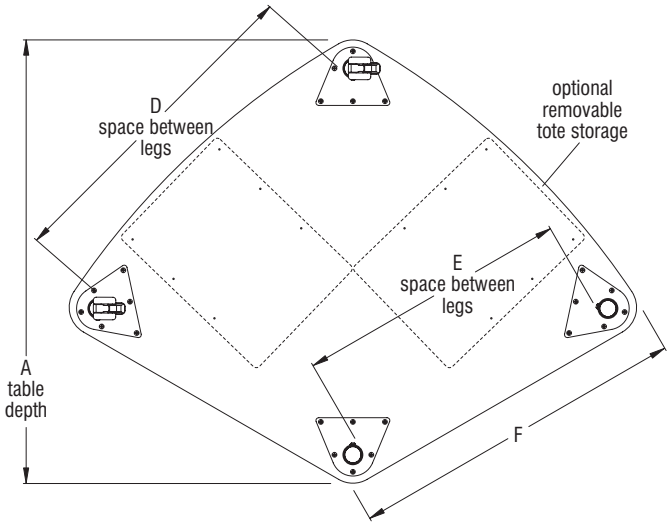 D
space between
legs
optional
removable
tote storage
E
space between
legs
A
table
depth
F